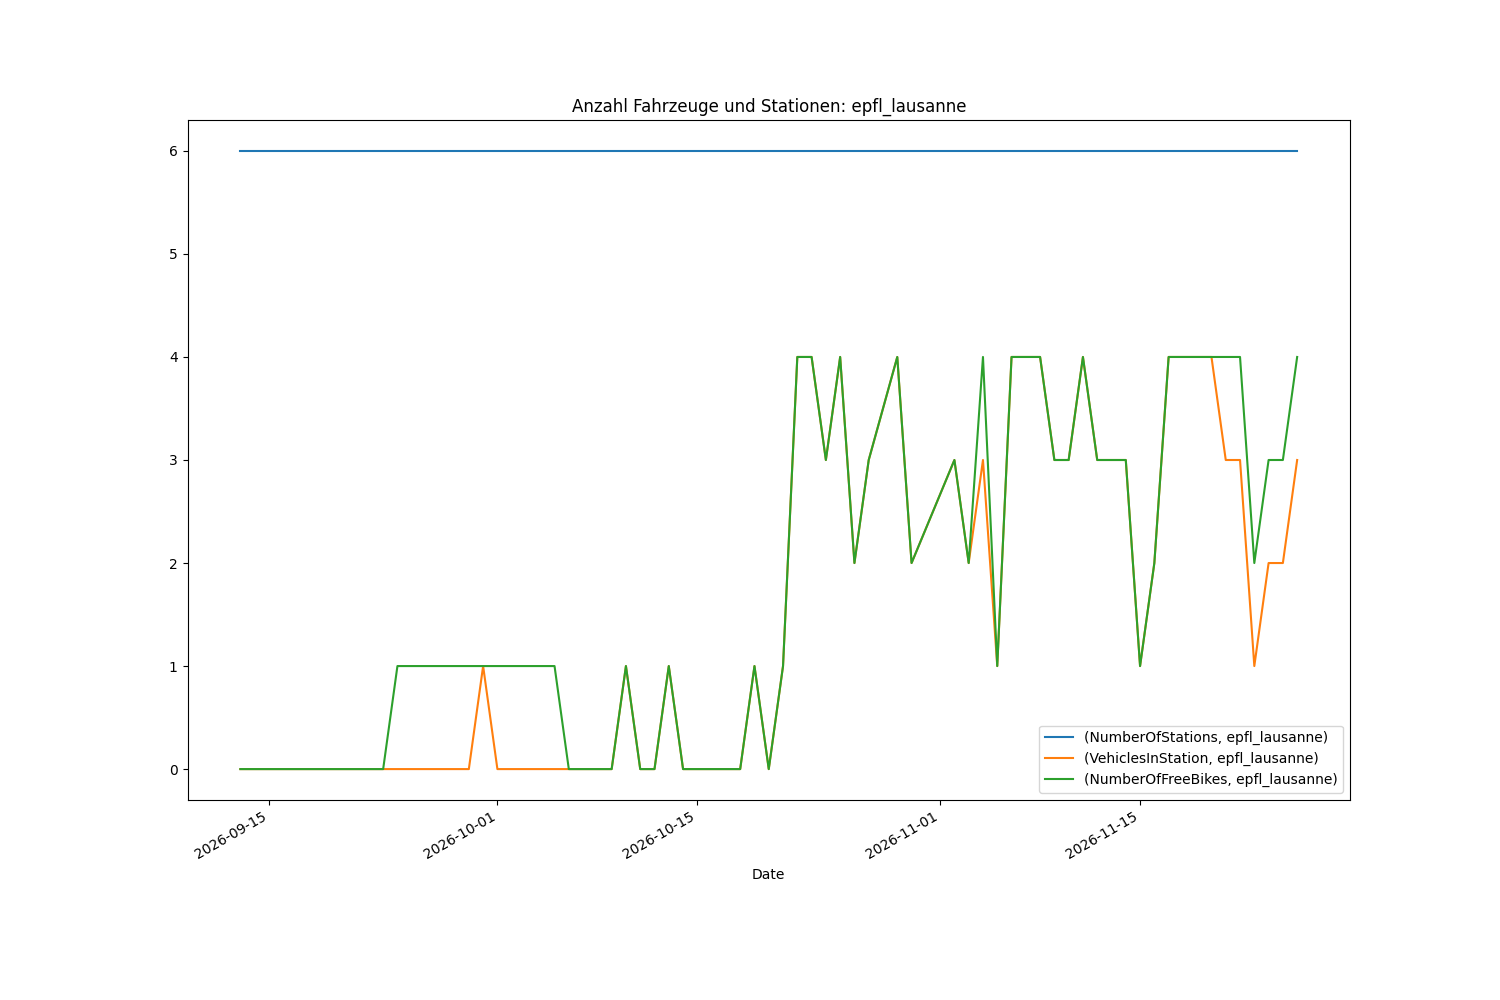 Anzahl Fahrzeuge und Stationen: epfl_lausanne
6
5
4
3
2
1
0
(NumberOfStations, epfl_lausanne)
(VehiclesInStation, epfl_lausanne)
(NumberOfFreeBikes, epfl_lausanne)
2026-09-15
2026-10-01
2026-10-15
2026-11-01
2026-11-15
Date